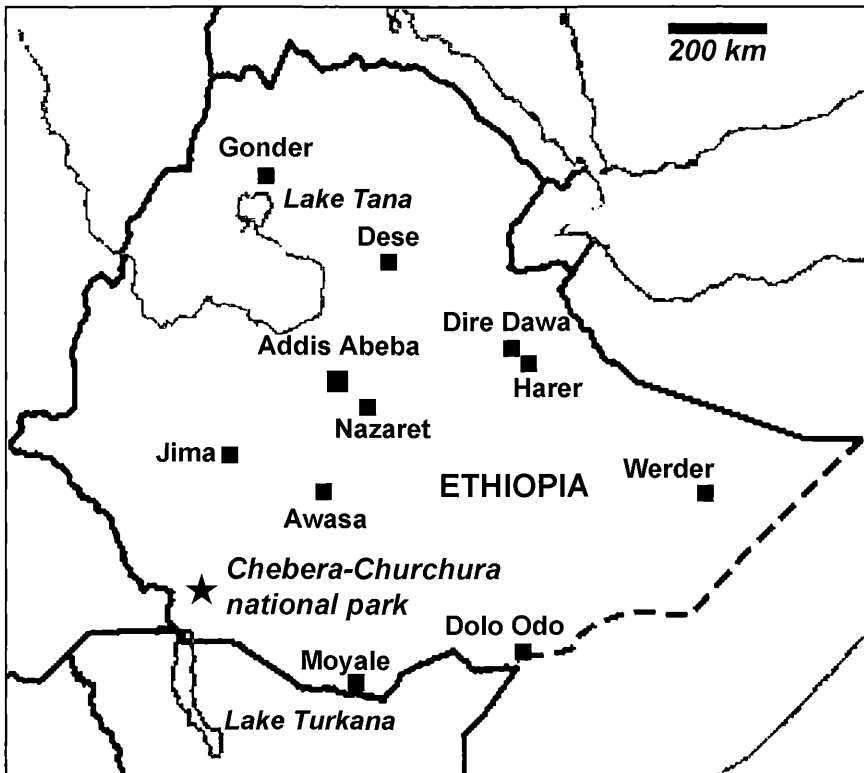 200 km
Gonder
Lake Tana
Dese
Dire Dawa
Addis Abeba
Harer
Nazaret
Jima
Werder
ETHIOPIA
Awasa
Chebera-Churchura
national park
Dolo Odo
Moyale
Lake Turkana